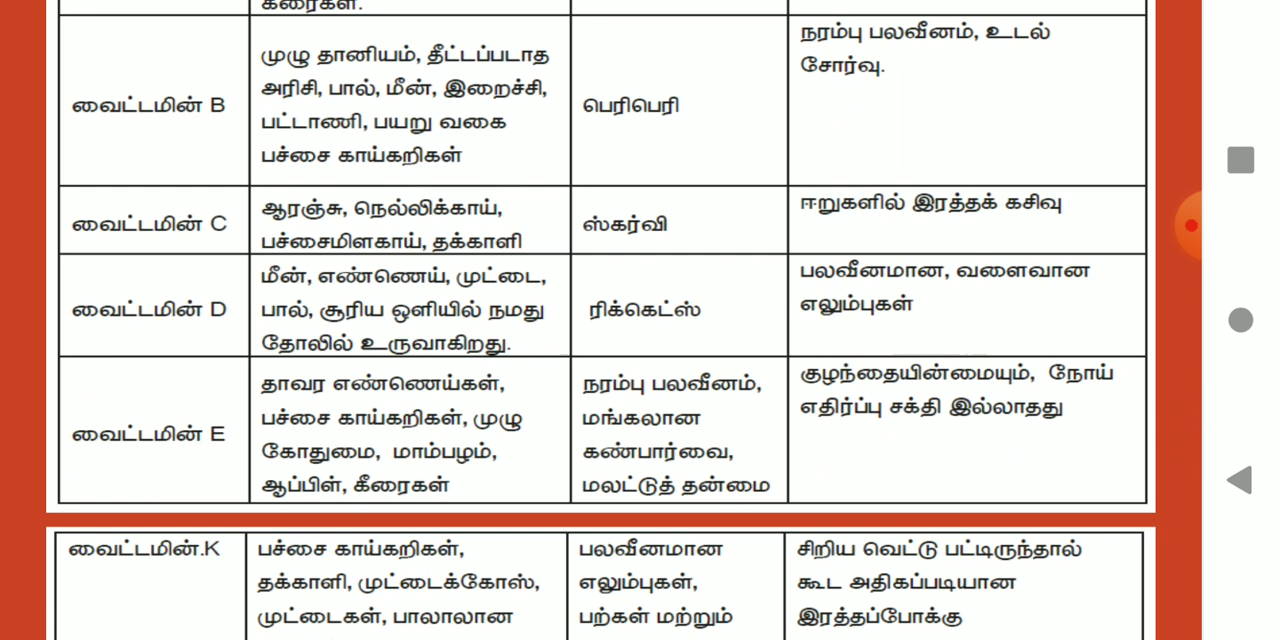 கீரைகள்.
வைட்டமின் B
முழு தானியம், தீட்டப்படாத
அரிசி, பால், மீன், இறைச்சி,
பட்டாணி, பயறு வகை
பச்சை காய்கறிகள்
பெரிபெரி
நரம்பு பலவீனம், உடல்
சோர்வு.
வைட்டமின் C
ஆரஞ்சு, நெல்லிக்காய்,
பச்சைமிளகாய், தக்காளி
ஸ்கர்வி
ஈறுகளில் இரத்தக் கசிவு
வைட்டமின் D
மீன், எண்ணெய், முட்டை,
பால், சூரிய ஒளியில் நமது
தோலில் உருவாகிறது.
ரிக்கெட்ஸ்
பலவீனமான, வளைவான
எலும்புகள்
வைட்டமின் E
தாவர எண்ணெய்கள்,
பச்சை காய்கறிகள், முழு
கோதுமை, மாம்பழம்,
ஆப்பிள், கீரைகள்
நரம்பு பலவீனம்,
மங்கலான
கண்பார்வை,
மலட்டுத் தன்மை
குழந்தையின்மையும், நோய்
எதிர்ப்பு சக்தி இல்லாதது
வைட்டமின்.K
பச்சை காய்கறிகள்,
தக்காளி, முட்டைக்கோஸ்,
முட்டைகள், பாலாலான
பலவீனமான
எலும்புகள்,
பற்கள் மற்றும்
சிறிய வெட்டு பட்டிருந்தால்
கூட அதிகப்படியான
இரத்தப்போக்கு